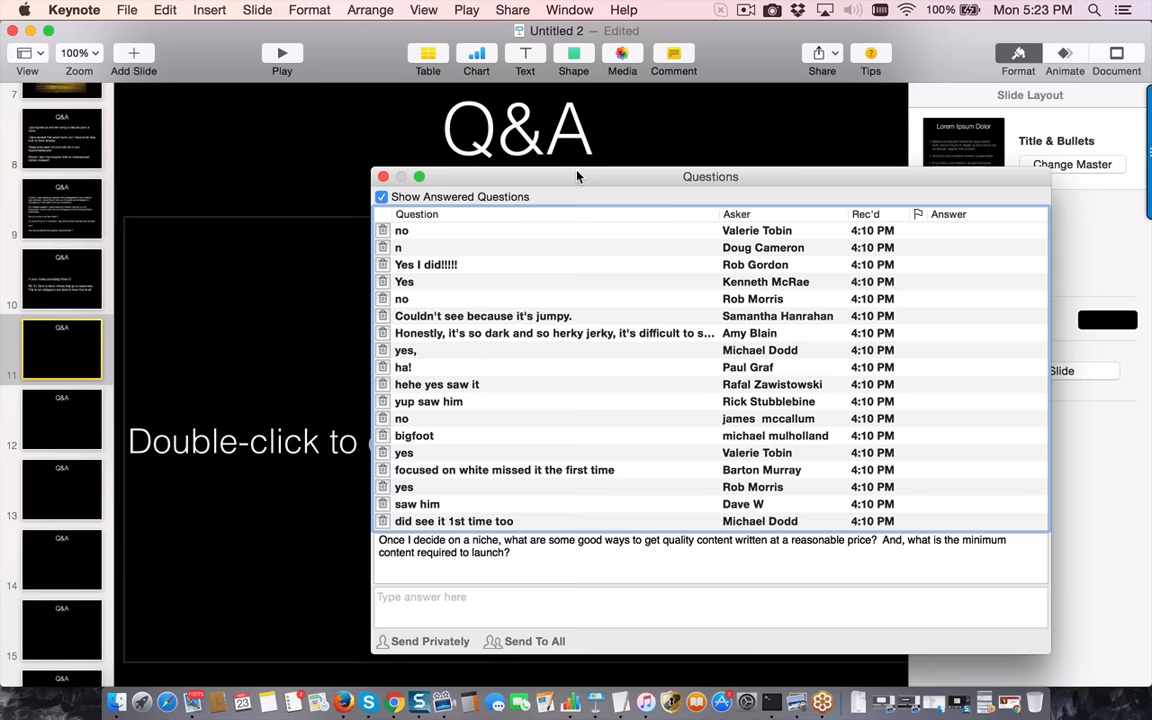 Keynote File Edit Insert Slide Format Arrange View Play Share Window Help 100% Mon 5:23 PM
Untitled 2 — Edited
100%
View Zoom Add Slide Play Table Chart Text Shape Media Comment Share Tips Format Animate Document
Slide Layout
Lorem Ipsum Dolor
Title & Bullets
Change Master
7
Q&A
8
Q&A
9
Q&A
10
Q&A
11
Q&A
12
Q&A
13
Q&A
14
Q&A
15
Q&A
Q&A
Q&A
Double-click to
Slide
Questions
Show Answered Questions
Question Asker Rec'd Answer
no Valerie Tobin 4:10 PM
n Doug Cameron 4:10 PM
Yes I did!!!!! Rob Gordon 4:10 PM
Yes Kenneth McRae 4:10 PM
no Rob Morris 4:10 PM
Couldn't see because it's jumpy. Samantha Hanrahan 4:10 PM
Honestly, it's so dark and so herky jerky, it's difficult to s... Amy Blain 4:10 PM
yes, Michael Dodd 4:10 PM
ha! Paul Graf 4:10 PM
hehe yes saw it Rafal Zawistowski 4:10 PM
yup saw him Rick Stubblebine 4:10 PM
no james mccallum 4:10 PM
bigfoot michael mulholland 4:10 PM
yes Valerie Tobin 4:10 PM
focused on white missed it the first time Barton Murray 4:10 PM
yes Rob Morris 4:10 PM
saw him Dave W 4:10 PM
did see it 1st time too Michael Dodd 4:10 PM
Once I decide on a niche, what are some good ways to get quality content written at a reasonable price? And, what is the minimum
content required to launch?
Type answer here
Send Privately Send To All
23